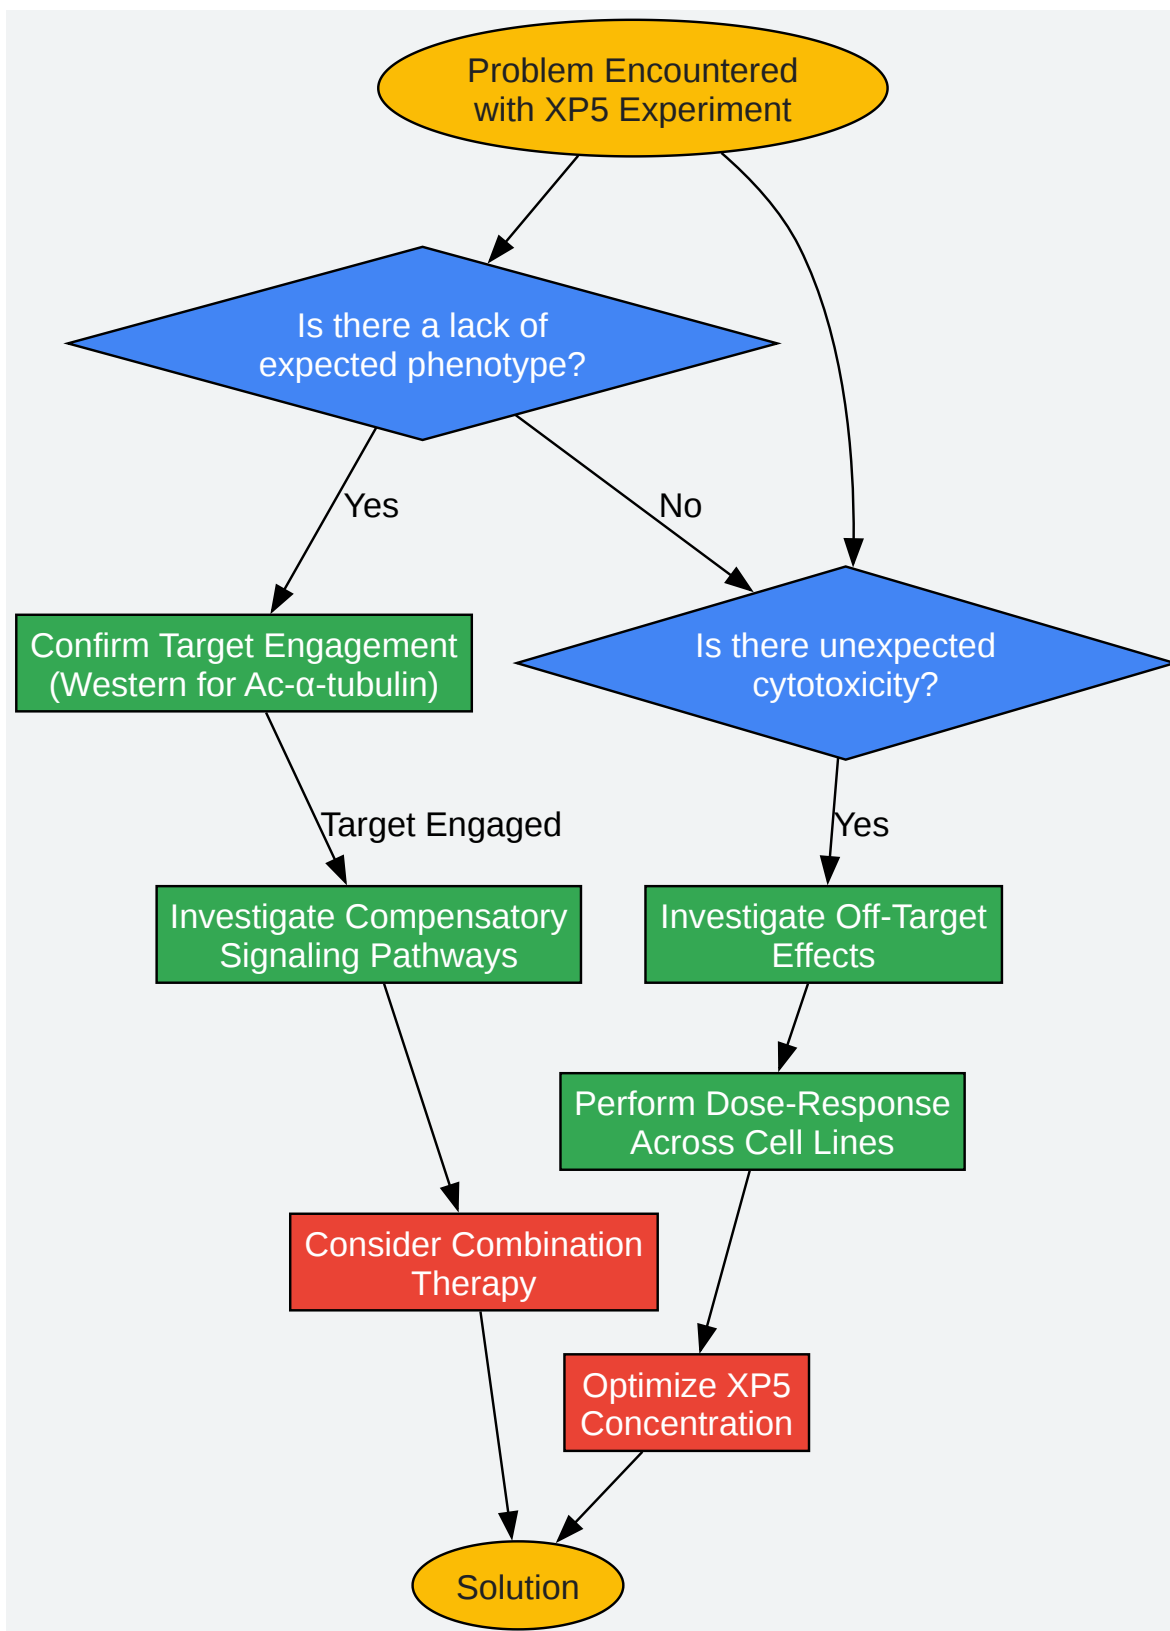 Problem Encountered
with XP5 Experiment
Is there a lack of
expected phenotype?
Yes
No
Confirm Target Engagement
(Western for Ac-α-tubulin)
Is there unexpected
cytotoxicity?
Target Engaged
Yes
Investigate Compensatory
Signaling Pathways
Investigate Off-Target
Effects
Perform Dose-Response
Across Cell Lines
Consider Combination
Therapy
Optimize XP5
Concentration
Solution